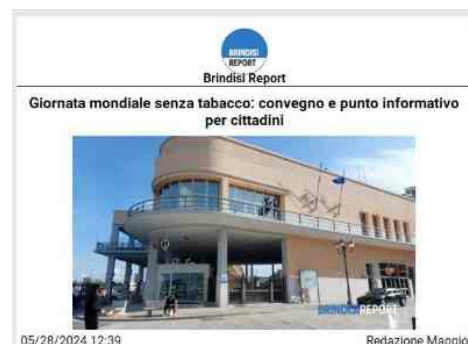 BRINDISI
REPORT
Brindisi Report
Giornata mondiale senza tabacco: convegno e punto informativo
per cittadini
BRINDISI REPORT
05/28/2024 12:39
Redazione Maggio